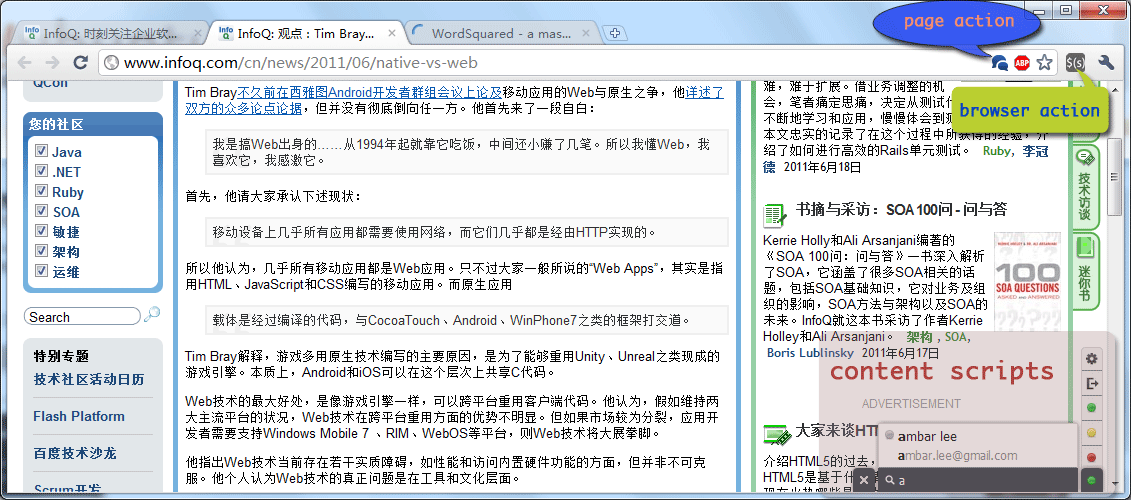 InfoQ: 时刻关注企业软...
InfoQ: 观点：Tim Bray...
WordSquared - a mas...
page action
www.infoq.com/cn/news/2011/06/native-vs-web
ABP
$(s)
browser action
QCon
您的社区
Java
.NET
Ruby
SOA
敏捷
架构
运维
Search
特别专题
技术社区活动日历
Flash Platform
百度技术沙龙
Scrum开发
Tim Bray不久前在西雅图Android开发者群组会议上论及移动应用的Web与原生之争，他详述了
双方的众多论点论据，但并没有彻底倒向任一方。他首先来了一段自白：
我是搞Web出身的……从1994年起就靠它吃饭，中间还小赚了几笔。所以我懂Web，我
喜欢它，我感激它。
首先，他请大家承认下述现状：
移动设备上几乎所有应用都需要使用网络，而它们几乎都是经由HTTP实现的。
所以他认为，几乎所有移动应用都是Web应用。只不过大家一般所说的“Web Apps”，其实是指
用HTML、JavaScript和CSS编写的移动应用。而原生应用
载体是经过编译的代码，与CocoaTouch、Android、WinPhone7之类的框架打交道。
Tim Bray解释，游戏多用原生技术编写的主要原因，是为了能够重用Unity、Unreal之类现成的
游戏引擎。本质上，Android和iOS可以在这个层次上共享C代码。
Web技术的最大好处，是像游戏引擎一样，可以跨平台重用客户端代码。他认为，假如维持两
大主流平台的状况，Web技术在跨平台重用方面的优势不明显。但如果市场较为分裂，应用开
发者需要支持Windows Mobile 7 、RIM、WebOS等平台，则Web技术将大展拳脚。
他指出Web技术当前存在若干实质障碍，如性能和访问内置硬件功能的方面，但并非不可克
服。他个人认为Web技术的真正问题是在工具和文化层面。
难，难于扩展。借业务调整的机
会，笔者痛定思痛，决定从测试代
不断地学习和应用，慢慢体会到
本文忠实的记录了在这个过程中所获得的经验，介
绍了如何进行高效的Rails单元测试。 Ruby, 李冠
德 2011年6月18日
书摘与采访：SOA 100问 - 问与答
Kerrie Holly和Ali Arsanjani编著的
《SOA 100问：问与答》一书深入解析
了SOA，它涵盖了很多SOA相关的话
题，包括SOA基础知识，它对业务及组
织的影响，SOA方法与架构以及SOA的
未来。InfoQ就这本书采访了作者Kerrie
Holley和Ali Arsanjani。 架构 , SOA,
Boris Lublinsky 2011年6月17日
100
SOA QUESTIONS
ASKED AND ANSWERED
技术访谈
迷你书
content scripts
ADVERTISEMENT
大家来谈HT
介绍HTML5的过去，
HTML5是基于什
ambar lee
ambar.lee@gmail.com
a